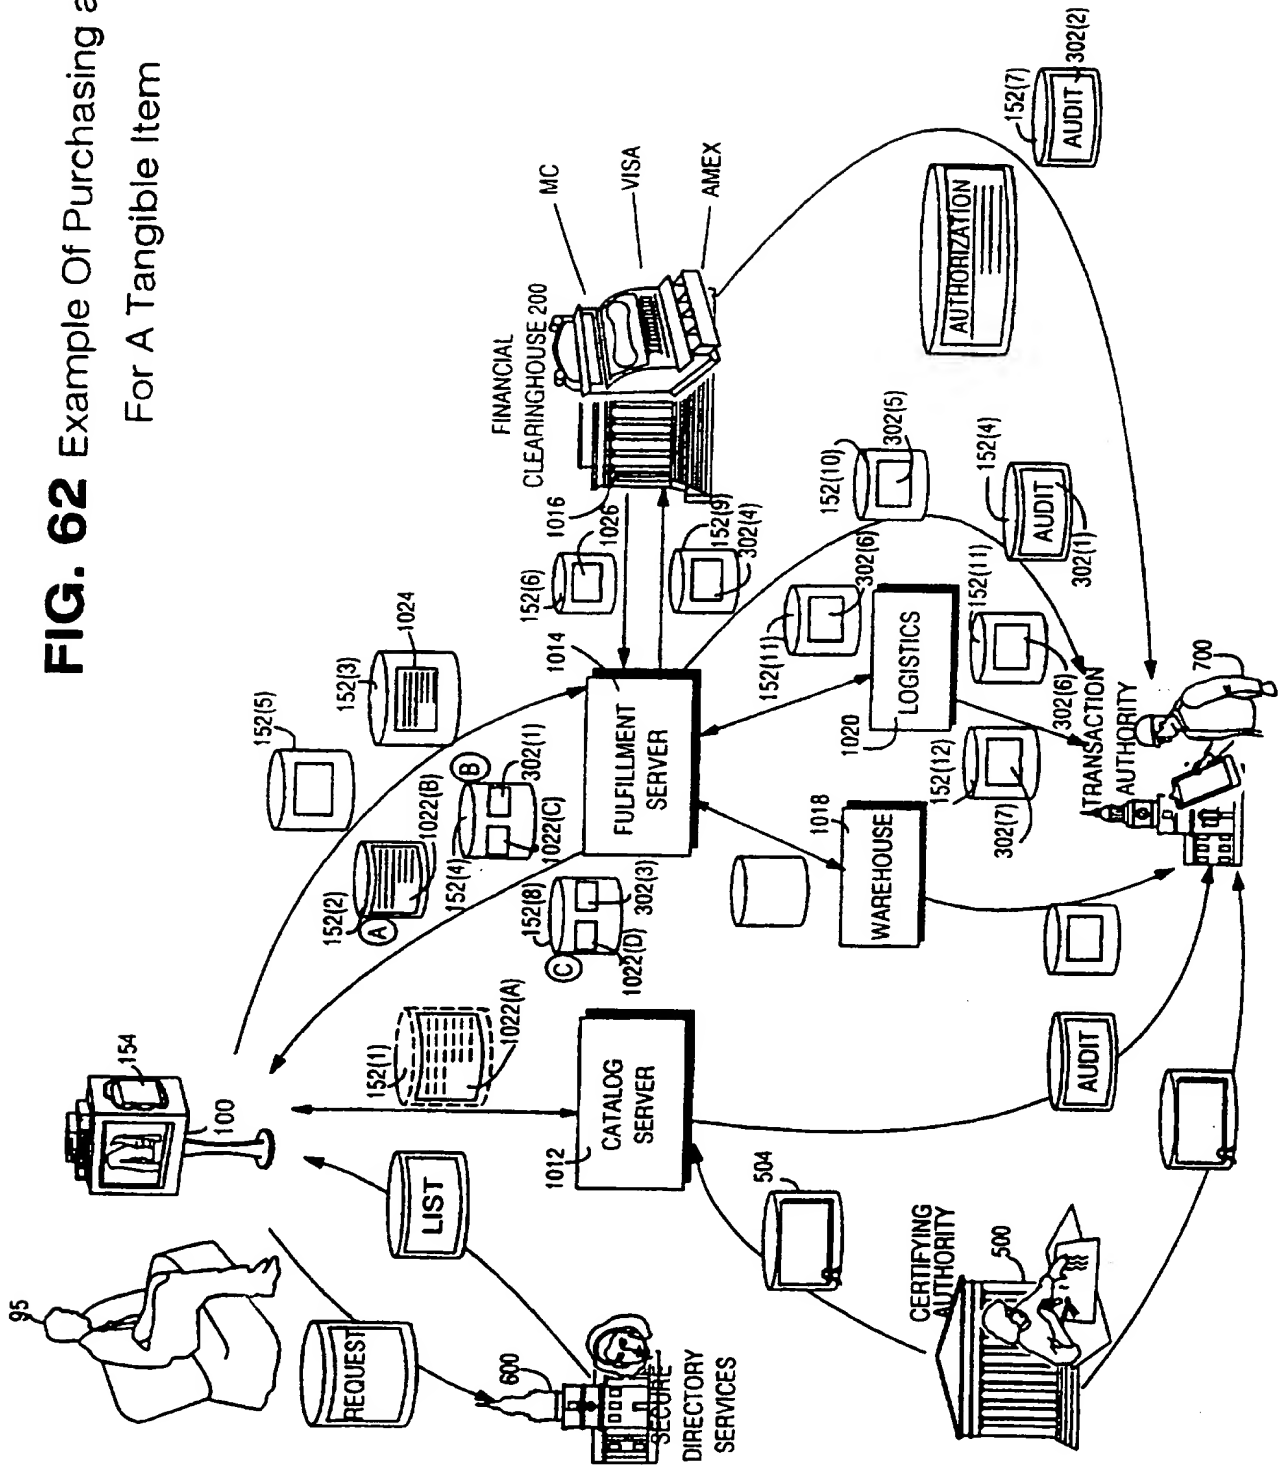 FIG. 62 Example Of Purchasing a
For A Tangible Item
95
154
100
REQUEST
LIST
600
SECURE
DIRECTORY
SERVICES
152(1)
1022(A)
1012
CATALOG
SERVER
504
CERTIFYING
AUTHORITY
500
152(5)
152(3)
1024
152(2)
A
1022(B)
152(4)
B
302(1)
1022(C)
152(8)
C
302(3)
1022(D)
1014
FULFILLMENT
SERVER
152(6)
1026
1016
FINANCIAL
CLEARINGHOUSE 200
MC
VISA
AMEX
152(9)
302(4)
152(10)
302(5)
152(11)
302(6)
1020
LOGISTICS
152(11)
302(6)
152(4)
AUDIT
302(1)
AUTHORIZATION
152(7)
AUDIT
302(2)
1018
WAREHOUSE
152(12)
302(7)
TRANSACTION
AUTHORITY
700
AUDIT